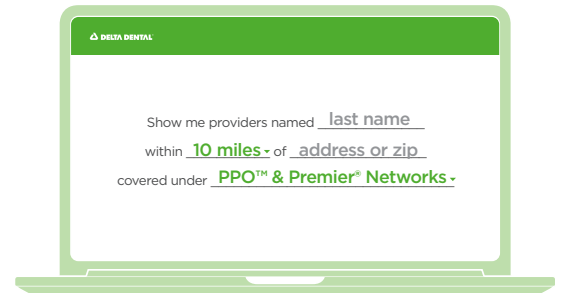 DELTA DENTAL
Show me providers named last name
within 10 miles of address or zip
covered under PPO™ & Premier® Networks